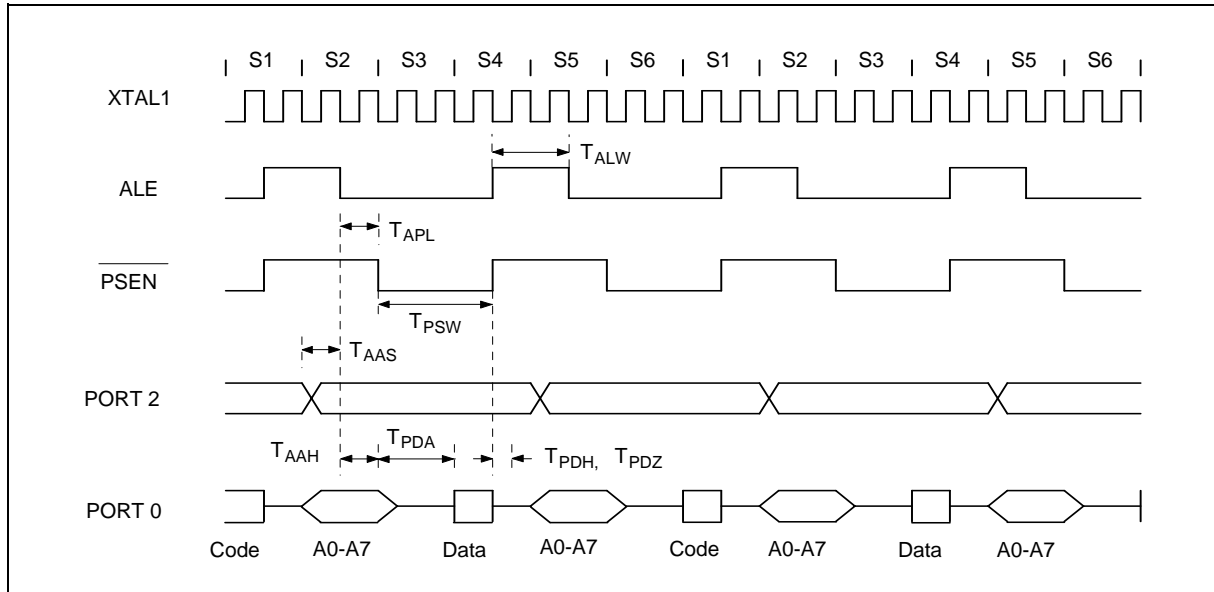 S1 S2 S3 S4 S5 S6 S1 S2 S3 S4 S5 S6
XTAL1
TALW
ALE
TAPL
PSEN
TPSW
TAAS
PORT 2
TAAH TPDA TPDH, TPDZ
PORT 0
Code A0-A7 Data A0-A7 Code A0-A7 Data A0-A7